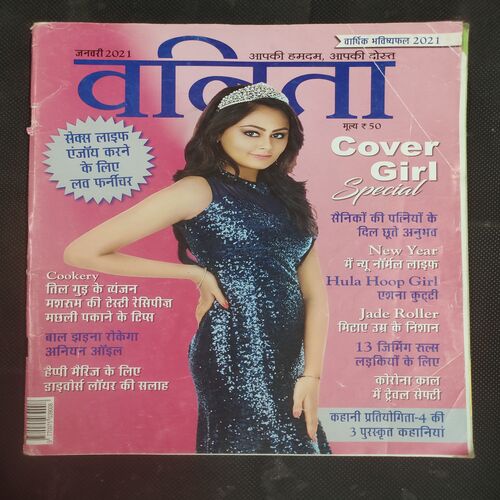 वार्षिक भविष्यफल 2021
जनवरी 2021
आपकी हमदम, आपकी दोस्त
वनिता
मूल्य ₹ 50
सेक्स लाइफ
एंजॉय करने
के लिए
लव फर्नीचर
Cover
Girl
Special
सैनिकों की पत्नियों के
दिल छूते अनुभव
New Year
में न्यू नॉर्मल लाइफ
Hula Hoop Girl
एशना कुट्टी
Jade Roller
मिटाए उम्र के निशान
13 जिमिंग रूल्स
लड़कियों के लिए
कोरोना काल
में ट्रैवल सेफ्टी
कहानी प्रतियोगिता-4 की
3 पुरस्कृत कहानियां
Cookery
तिल गुड़ के व्यंजन
मशरूम की टेस्टी रेसिपीज
मछली पकाने के टिप्स
बाल झड़ना रोकेगा
अनियन ऑइल
हैप्पी मैरिज के लिए
डाइवोर्स लॉयर की सलाह